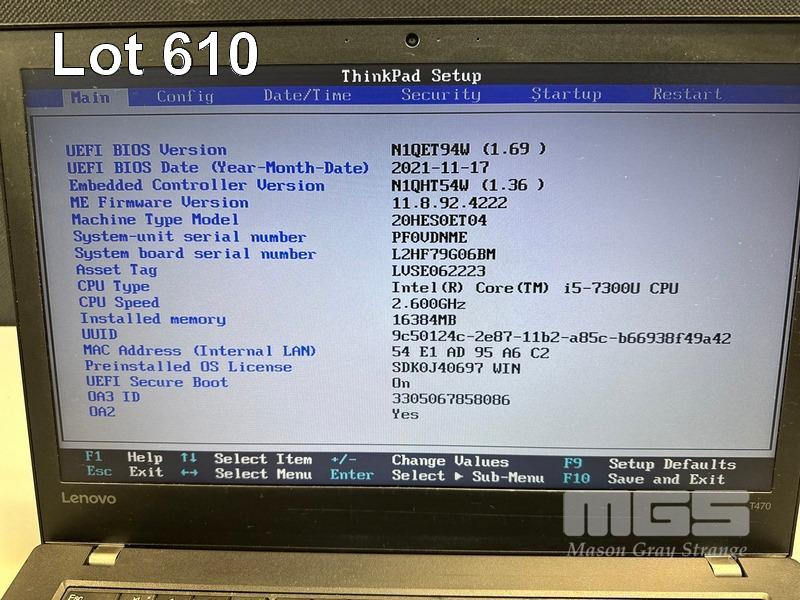 Lot 610
ThinkPad Setup
Main Config Date/Time Security Startup Restart
UEFI BIOS Version N1QET94W (1.69 )
UEFI BIOS Date (Year-Month-Date) 2021-11-17
Embedded Controller Version N1QHT54W (1.36 )
ME Firmware Version 11.8.92.4222
Machine Type Model 20HES0ET04
System-unit serial number PF0VDNME
System board serial number L2HF79G06BM
Asset Tag LVSE062223
CPU Type Intel(R) Core(TM) i5-7300U CPU
CPU Speed 2.600GHz
Installed memory 16384MB
UUID 9c50124c-2e87-11b2-a85c-b66938f49a42
MAC Address (Internal LAN) 54 E1 AD 95 A6 C2
Preinstalled OS License SDK0J40697 WIN
UEFI Secure Boot On
OA3 ID 3305067858086
OA2 Yes
F1 Help ↑↓ Select Item +/- Change Values F9 Setup Defaults
Esc Exit ↔ Select Menu Enter Select ▶ Sub-Menu F10 Save and Exit
Lenovo
T470
MGS
Mason Gray Strange
Esc